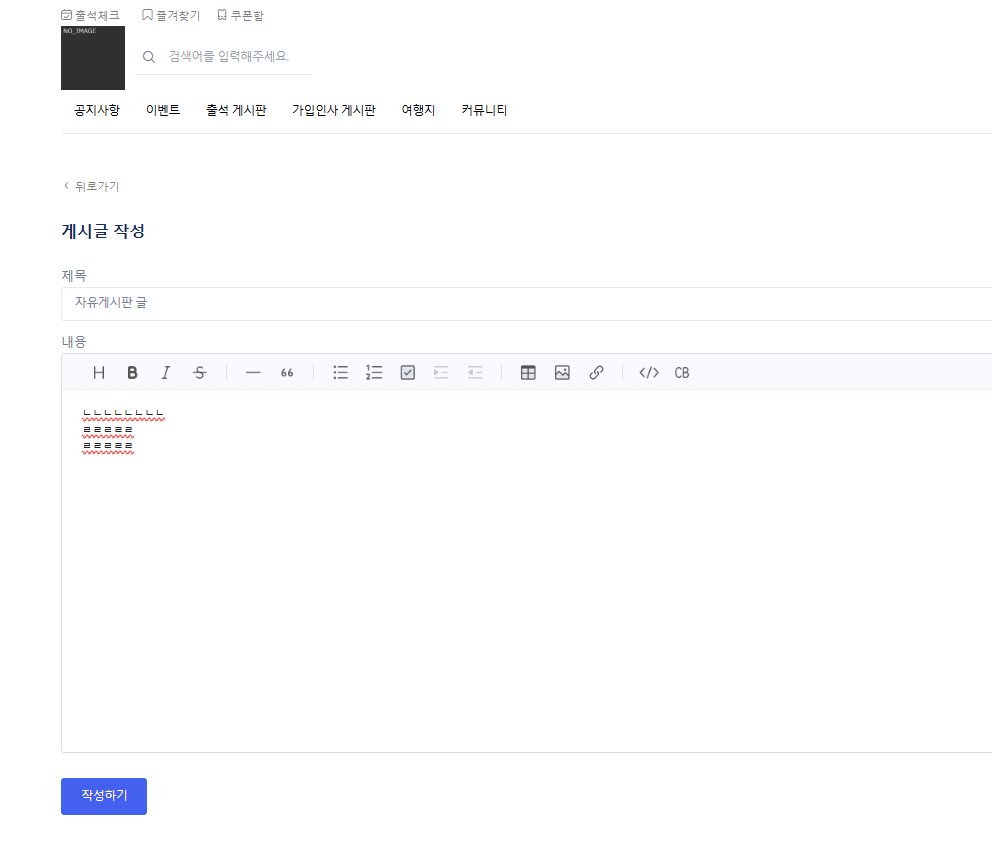 출석체크 즐겨찾기 쿠폰함
NO_IMAGE
검색어를 입력해주세요.
공지사항 이벤트 출석 게시판 가입인사 게시판 여행지 커뮤니티
뒤로가기
게시글 작성
제목
자유게시판 글
내용
H B I S 66 </> CB
ㄴㄴㄴㄴㄴㄴㄴㄴ
ㄹㄹㄹㄹㄹ
ㄹㄹㄹㄹㄹ
작성하기